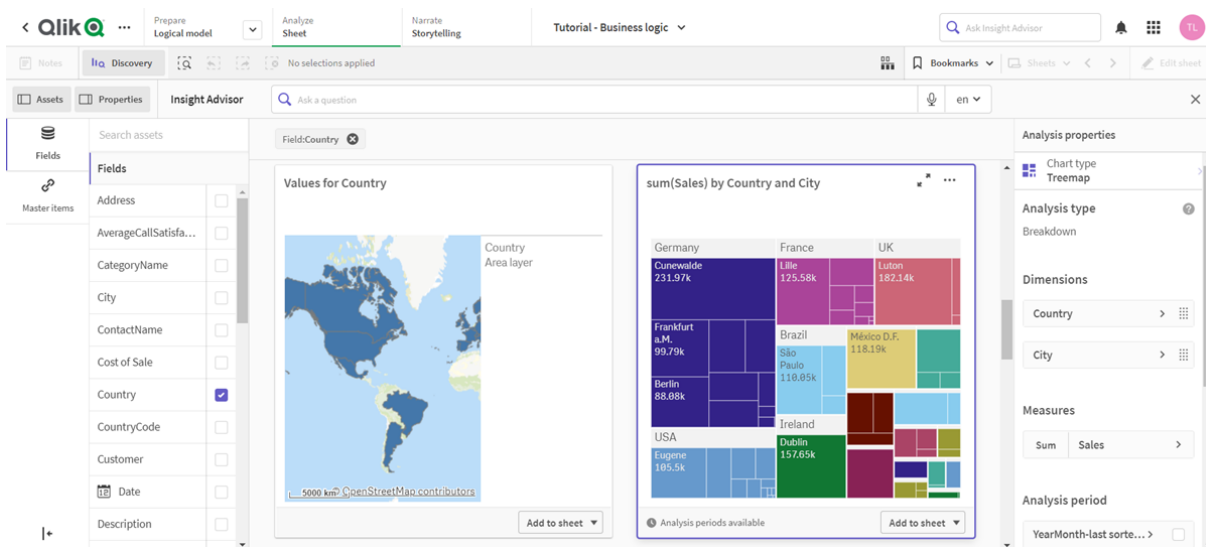 Qlik
...
Prepare
Logical model
Analyze
Sheet
Narrate
Storytelling
Tutorial - Business logic
Ask Insight Advisor
TL
Notes
Discovery
No selections applied
Bookmarks
Sheets
Edit sheet
Assets
Properties
Insight Advisor
Ask a question
en
Fields
Master items
Search assets
Fields
Address
AverageCallSatisfa...
CategoryName
City
ContactName
Cost of Sale
Country
CountryCode
Customer
Date
Description
Field:Country
Values for Country
Country
Area layer
5000 km
© OpenStreetMap contributors
Add to sheet
sum(Sales) by Country and City
...
Germany
Cunewalde
231.97k
Frankfurt
a.M.
99.79k
Berlin
88.08k
USA
Eugene
105.5k
France
Lille
125.58k
UK
Luton
182.14k
Brazil
São
Paulo
110.05k
México D.F.
118.19k
Ireland
Dublin
157.65k
Analysis periods available
Add to sheet
Analysis properties
Chart type
Treemap
Analysis type
Breakdown
Dimensions
Country
City
Measures
Sum
Sales
Analysis period
YearMonth-last sorte...